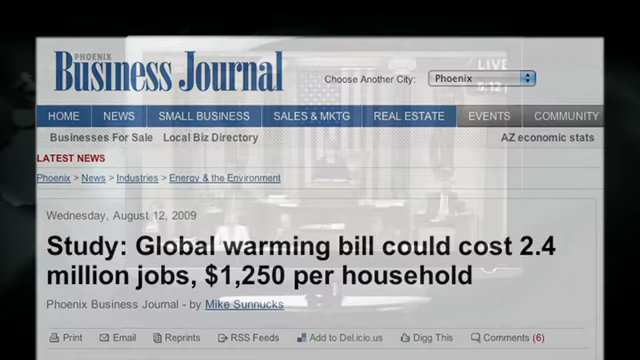 PHOENIX
Business Journal
Choose Another City: Phoenix
LIVE
5:12
HOME NEWS SMALL BUSINESS SALES & MKTG REAL ESTATE EVENTS COMMUNITY
Businesses For Sale Local Biz Directory AZ economic stats
LATEST NEWS
Phoenix > News > Industries > Energy & the Environment
Wednesday, August 12, 2009
Study: Global warming bill could cost 2.4
million jobs, $1,250 per household
Phoenix Business Journal - by Mike Sunnucks
Print Email Reprints RSS Feeds Add to Del.icio.us Digg This Comments (6)